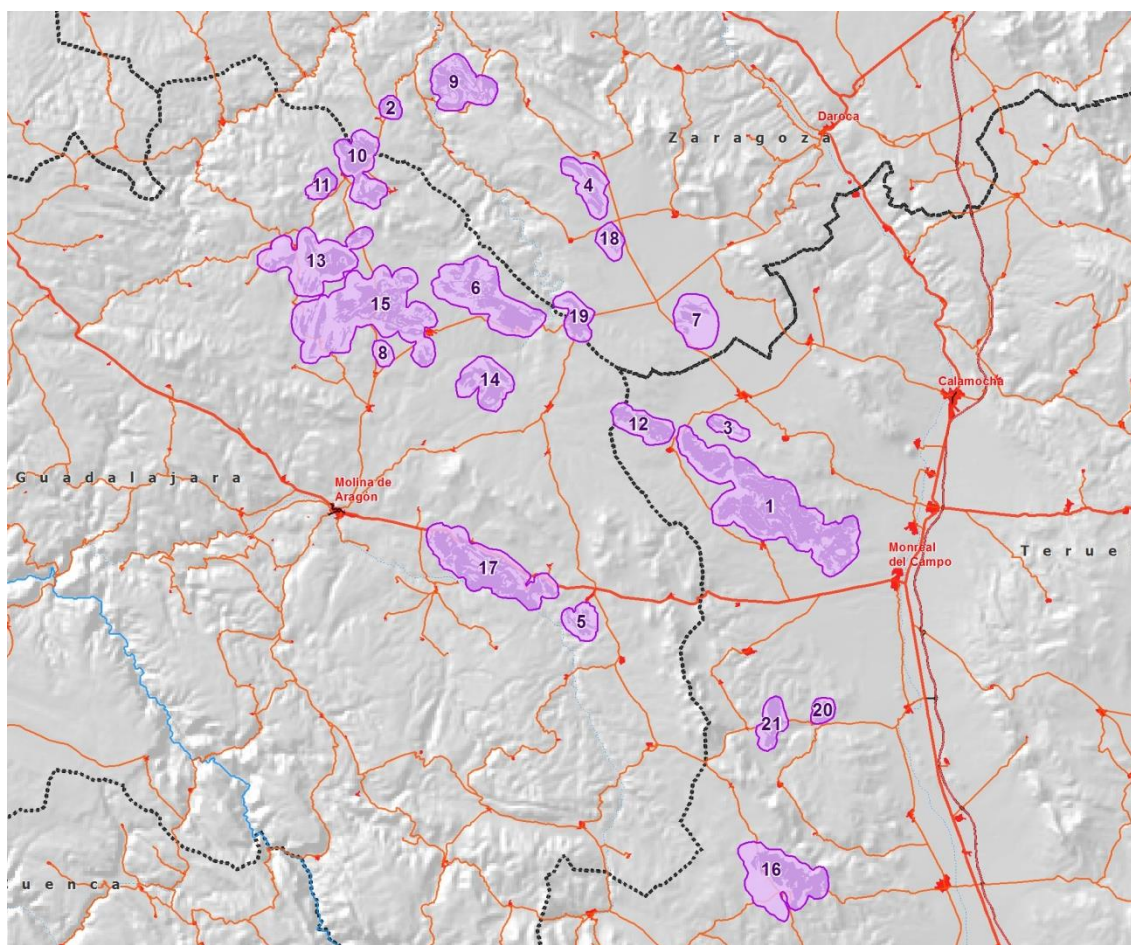 9
2
Daroca
Zaragoza
10
11
4
18
13
6
15
19
7
8
14
Calamocha
12
3
Guadalajara
Molina de
Aragón
1
Monreal
del Campo
Terue
17
5
20
21
16
uenca